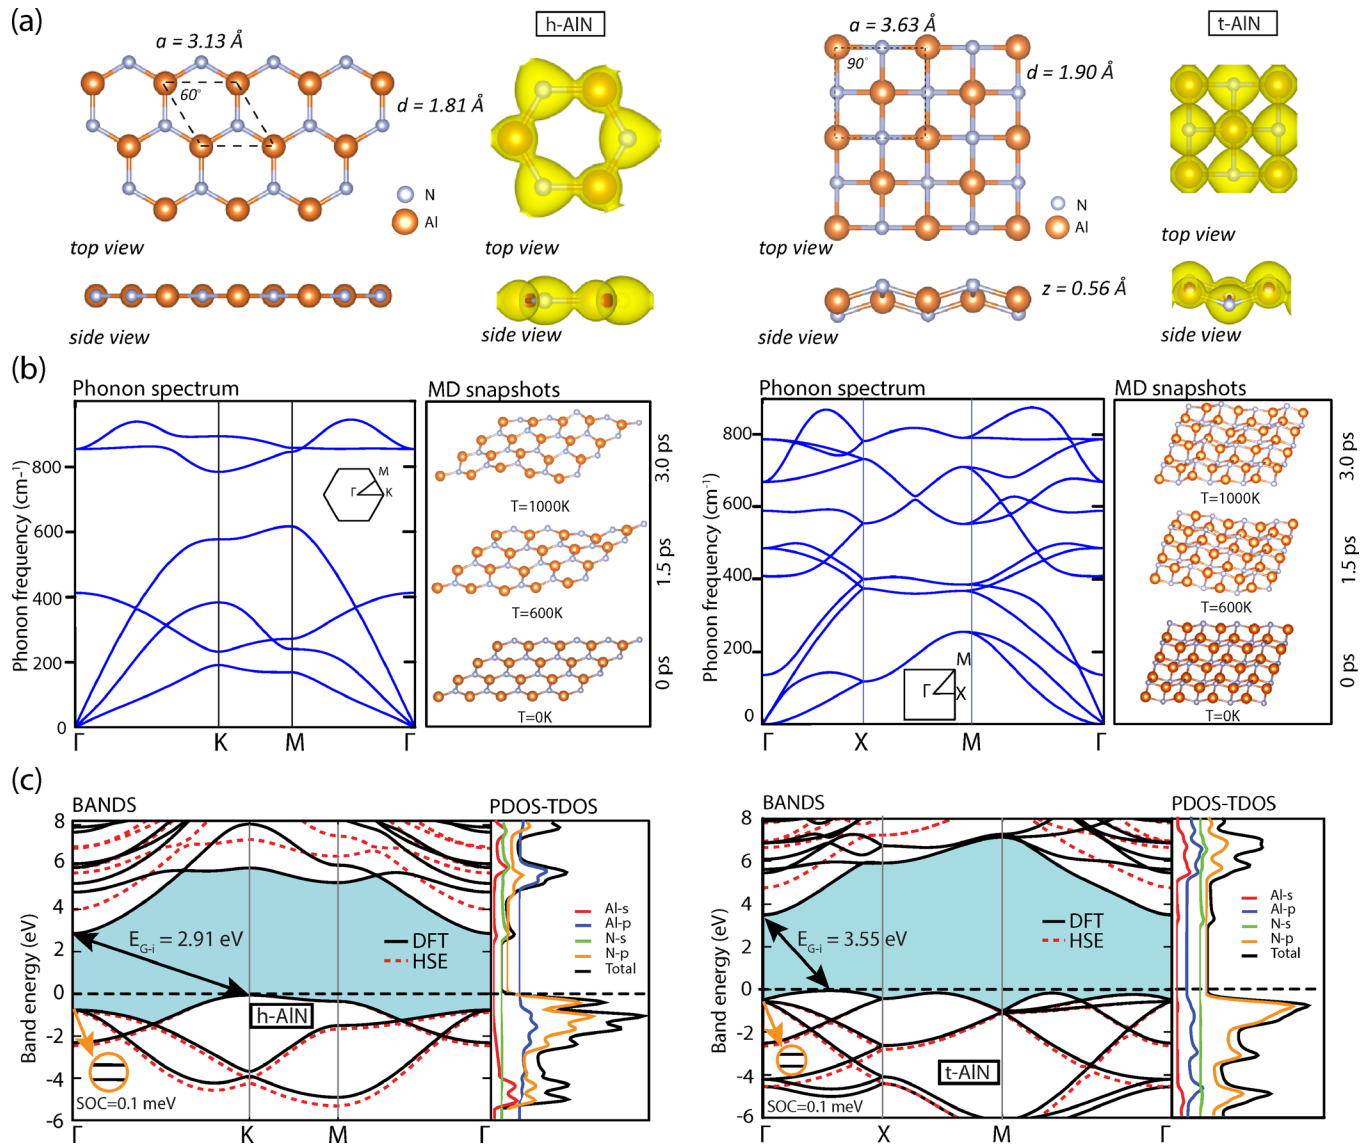 (a)
a = 3.13 Å
h-AlN
60°
d = 1.81 Å
N
Al
top view
top view
side view
side view
a = 3.63 Å
t-AlN
90°
d = 1.90 Å
N
Al
top view
top view
z = 0.56 Å
side view
side view
(b)
Phonon spectrum
MD snapshots
Phonon frequency (cm⁻¹)
800
600
400
200
0
Γ
K
M
Γ
M
Γ
K
T=1000K
T=600K
T=0K
3.0 ps
1.5 ps
0 ps
Phonon spectrum
MD snapshots
Phonon frequency (cm⁻¹)
800
600
400
200
0
Γ
X
M
Γ
M
Γ
X
T=1000K
T=600K
T=0K
3.0 ps
1.5 ps
0 ps
(c)
BANDS
PDOS-TDOS
Band energy (eV)
8
6
4
2
0
-2
-4
-6
E_G-i = 2.91 eV
DFT
HSE
h-AlN
SOC=0.1 meV
Γ
K
M
Γ
Al-s
Al-p
N-s
N-p
Total
BANDS
PDOS-TDOS
Band energy (eV)
8
6
4
2
0
-2
-4
-6
E_G-i = 3.55 eV
DFT
HSE
t-AlN
SOC=0.1meV
Γ
X
M
Γ
Al-s
Al-p
N-s
N-p
Total